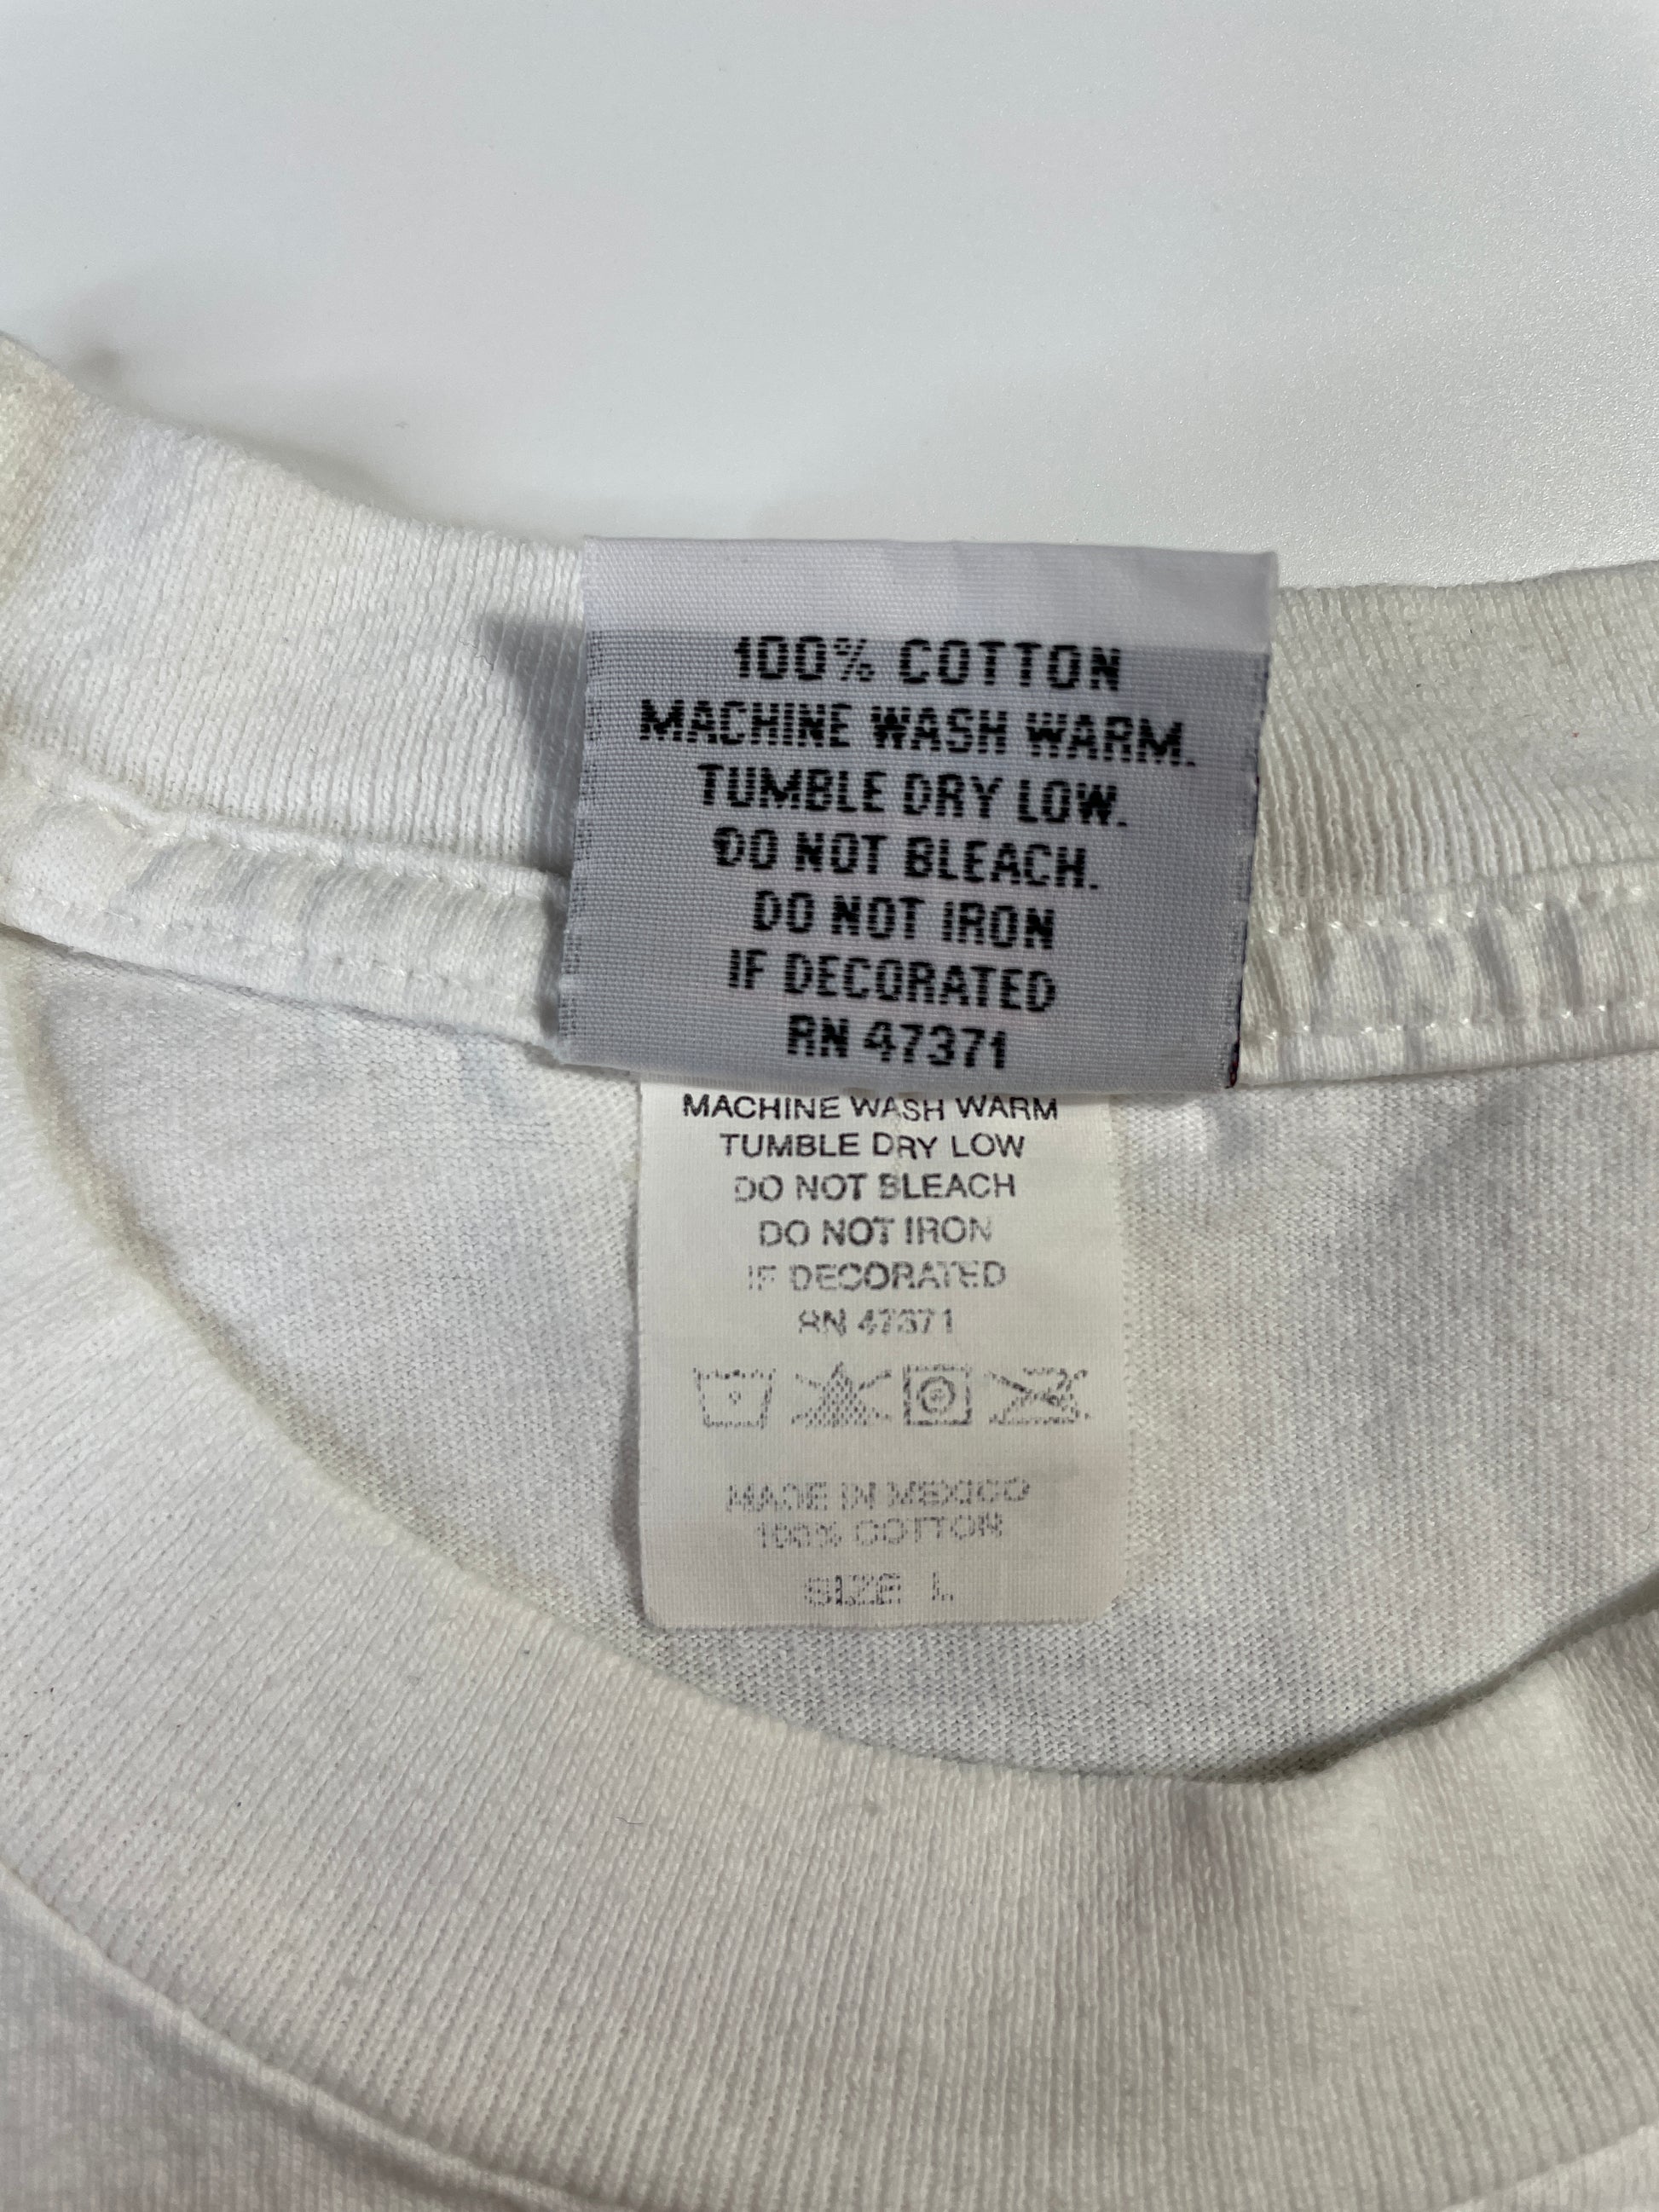 100% COTTON
MACHINE WASH WARM.
TUMBLE DRY LOW.
DO NOT BLEACH.
DO NOT IRON
IF DECORATED
RN 47371
MACHINE WASH WARM
TUMBLE DRY LOW
DO NOT BLEACH
DO NOT IRON
IF DECORATED
RN 47371
MADE IN MEXICO
100% COTTON
SIZE L